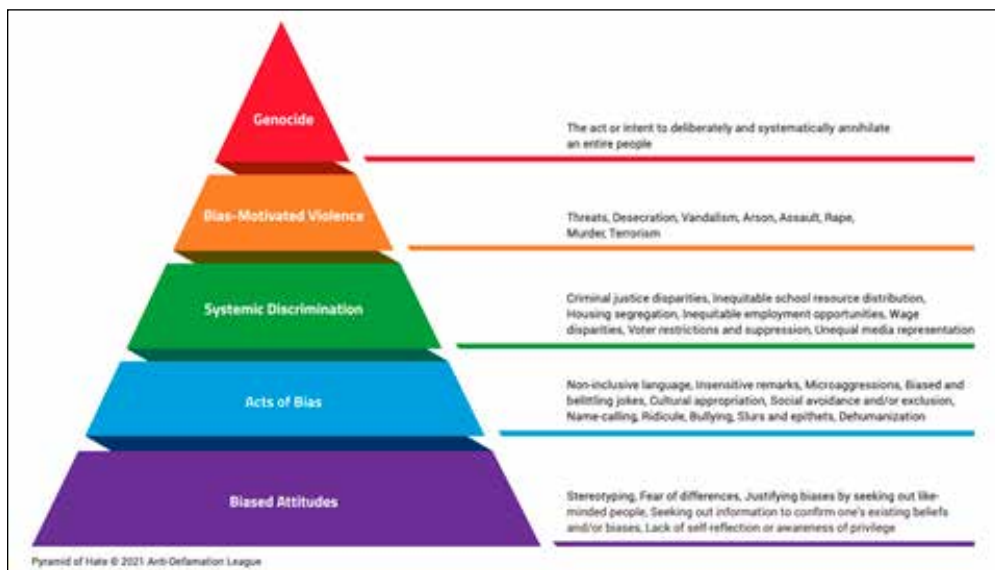 Genocide
The act or intent to deliberately and systematically annihilate
an entire people
Bias-Motivated Violence
Threats, Desecration, Vandalism, Arson, Assault, Rape,
Murder, Terrorism
Systemic Discrimination
Criminal justice disparities, Inequitable school resource distribution,
Housing segregation, Inequitable employment opportunities, Wage
disparities, Voter restrictions and suppression, Unequal media representation
Acts of Bias
Non-inclusive language, Insensitive remarks, Microaggressions, Biased and
belittling jokes, Cultural appropriation, Social avoidance and/or exclusion,
Name-calling, Ridicule, Bullying, Slurs and epithets, Dehumanization
Biased Attitudes
Stereotyping, Fear of differences, Justifying biases by seeking out like-
minded people, Seeking out information to confirm one's existing beliefs
and/or biases, Lack of self-reflection or awareness of privilege
Pyramid of Hate © 2021 Anti-Defamation League